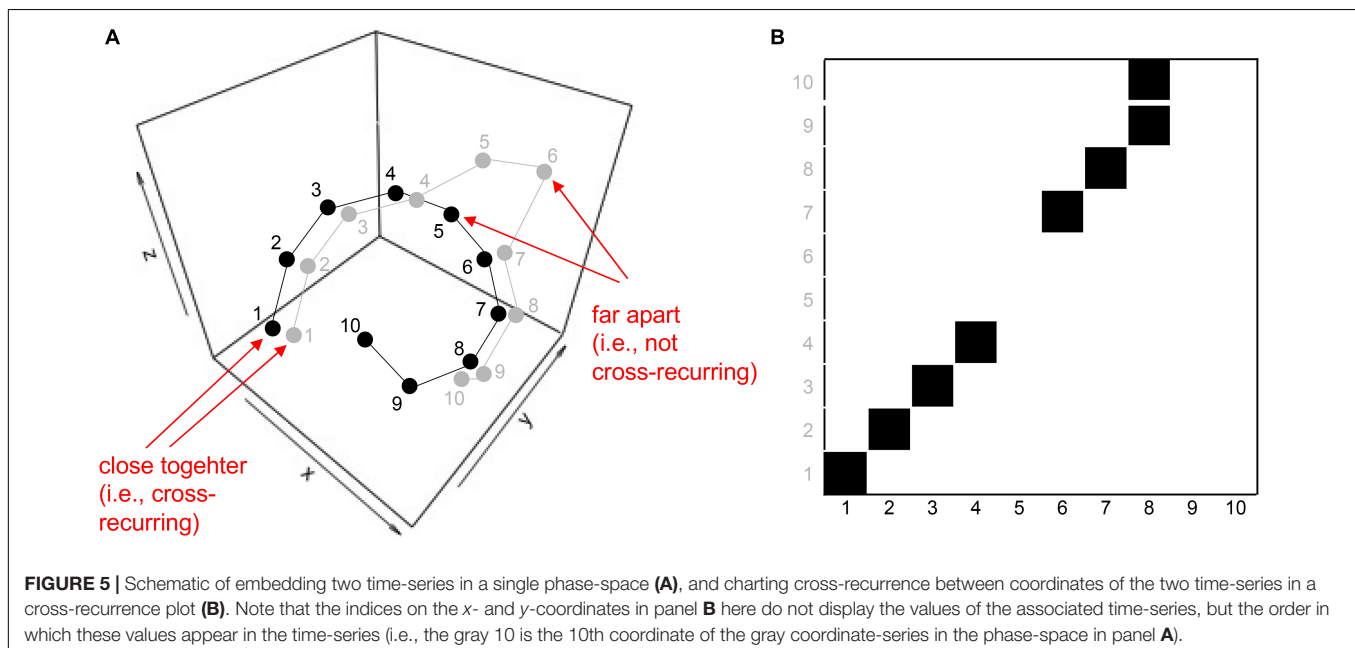 A
B
1
2
3
4
5
6
7
8
9
10
1
2
3
4
5
6
7
8
9
10
z
x
y
close togehter
(i.e., cross-
recurring)
far apart
(i.e., not
cross-recurring)
10
9
8
7
6
5
4
3
2
1
1 2 3 4 5 6 7 8 9 10
FIGURE 5 | Schematic of embedding two time-series in a single phase-space (A), and charting cross-recurrence between coordinates of the two time-series in a
cross-recurrence plot (B). Note that the indices on the x- and y-coordinates in panel B here do not display the values of the associated time-series, but the order in
which these values appear in the time-series (i.e., the gray 10 is the 10th coordinate of the gray coordinate-series in the phase-space in panel A).